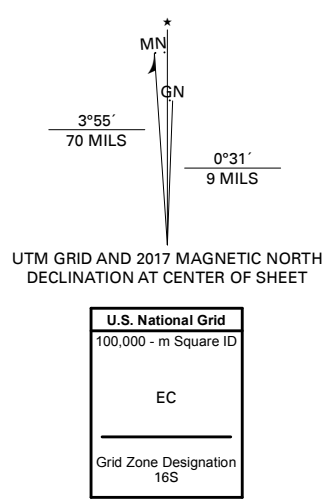 ★
MN
GN
3°55´
70 MILS
0°31´
9 MILS
UTM GRID AND 2017 MAGNETIC NORTH
DECLINATION AT CENTER OF SHEET
U.S. National Grid
100,000 - m Square ID
EC
Grid Zone Designation
16S